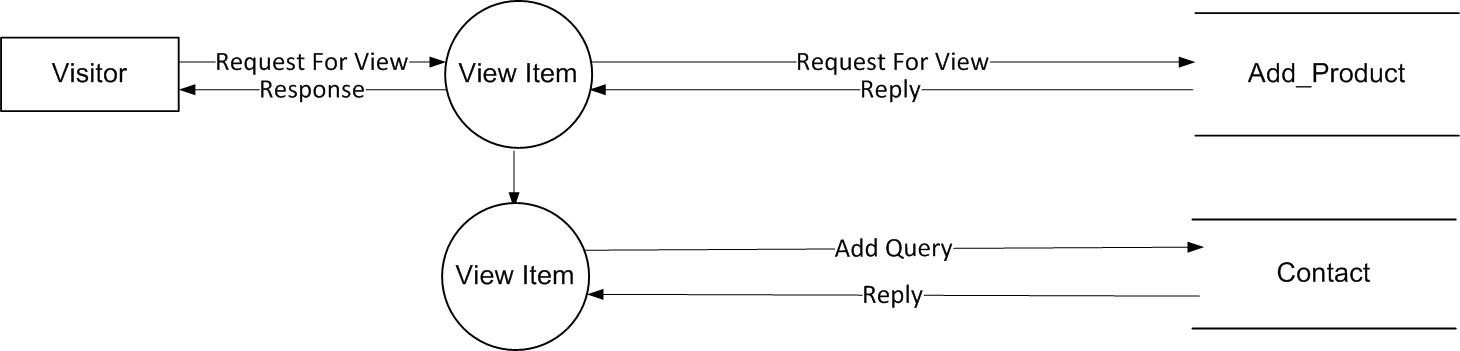 Visitor
Request For View
Response
View Item
Request For View
Reply
Add_Product
View Item
Add Query
Reply
Contact